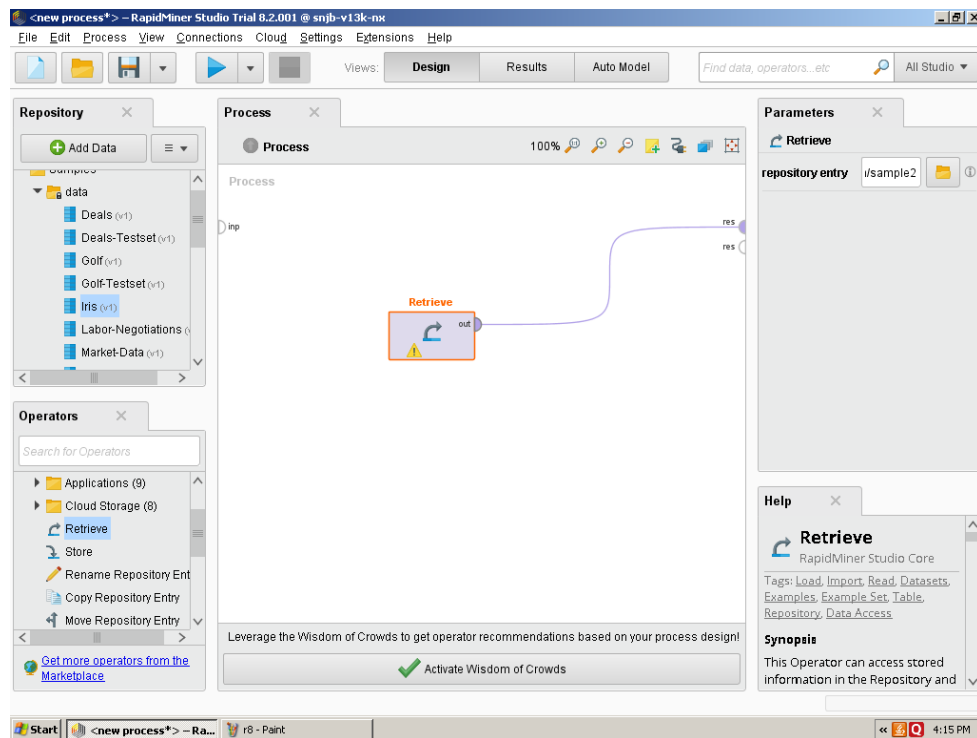 <new process*> – RapidMiner Studio Trial 8.2.001 @ snjb-v13k-nx
File Edit Process View Connections Cloud Settings Extensions Help
Views: Design Results Auto Model Find data, operators...etc All Studio
Repository
Add Data
Samples
data
Deals (v1)
Deals-Testset (v1)
Golf (v1)
Golf-Testset (v1)
Iris (v1)
Labor-Negotiations
Market-Data (v1)
Operators
Search for Operators
Applications (9)
Cloud Storage (8)
Retrieve
Store
Rename Repository Ent
Copy Repository Entry
Move Repository Entry
Get more operators from the
Marketplace
Process
Process
100%
Process
inp
res
res
Retrieve
out
Leverage the Wisdom of Crowds to get operator recommendations based on your process design!
Activate Wisdom of Crowds
Parameters
Retrieve
repository entry /sample2
Help
Retrieve
RapidMiner Studio Core
Tags: Load, Import, Read, Datasets,
Examples, Example Set, Table,
Repository, Data Access
Synopsis
This Operator can access stored
information in the Repository and
Start <new process*> – Ra... r8 - Paint « 4:15 PM